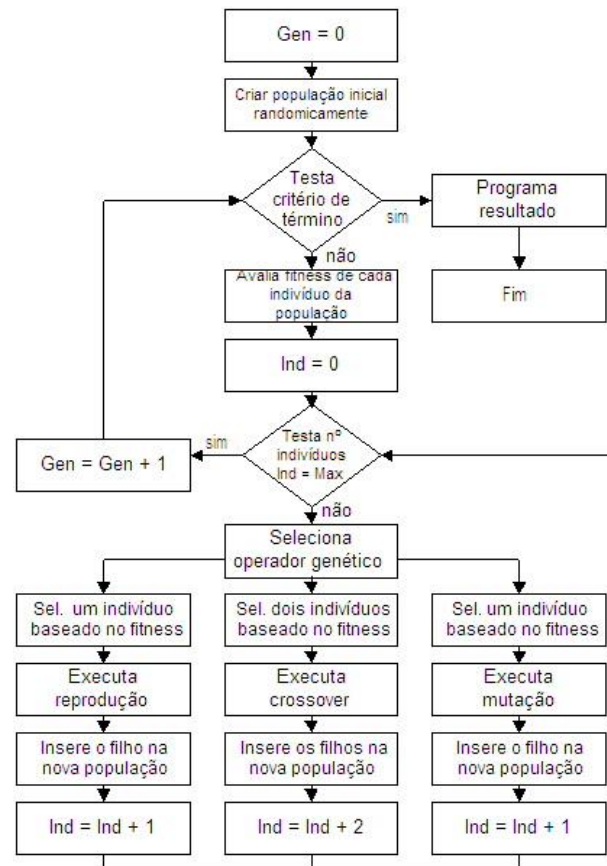 Gen = 0
Criar população inicial
randomicamente
Testa
critério de
término
sim
Programa
resultado
não
Avalia fitness de cada
indivíduo da
população
Fim
Ind = 0
Testa nº
indivíduos
Ind = Max
sim
Gen = Gen + 1
não
Seleciona
operador genético
Sel. um indivíduo
baseado no fitness
Sel. dois indivíduos
baseado no fitness
Sel. um indivíduo
baseado no fitness
Executa
reprodução
Executa
crossover
Executa
mutação
Insere o filho na
nova população
Insere os filhos na
nova população
Insere o filho na
nova população
Ind = Ind + 1
Ind = Ind + 2
Ind = Ind + 1